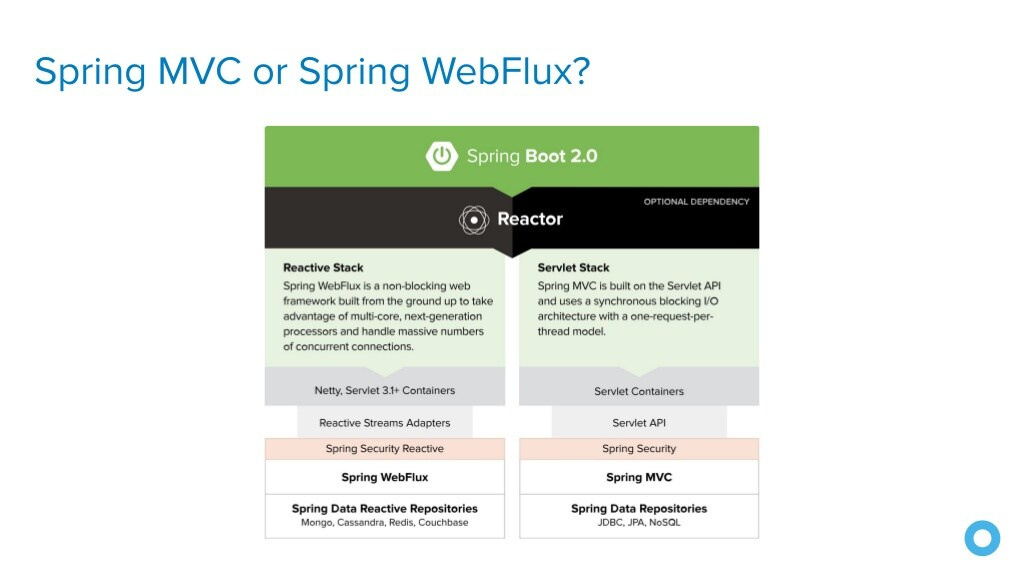 Spring MVC or Spring WebFlux?
Spring Boot 2.0
OPTIONAL DEPENDENCY
Reactor
Reactive Stack
Spring WebFlux is a non-blocking web
framework built from the ground up to take
advantage of multi-core, next-generation
processors and handle massive numbers
of concurrent connections.
Netty, Servlet 3.1+ Containers
Reactive Streams Adapters
Spring Security Reactive
Spring WebFlux
Spring Data Reactive Repositories
Mongo, Cassandra, Redis, Couchbase
Servlet Stack
Spring MVC is built on the Servlet API
and uses a synchronous blocking I/O
architecture with a one-request-per-
thread model.
Servlet Containers
Servlet API
Spring Security
Spring MVC
Spring Data Repositories
JDBC, JPA, NoSQL